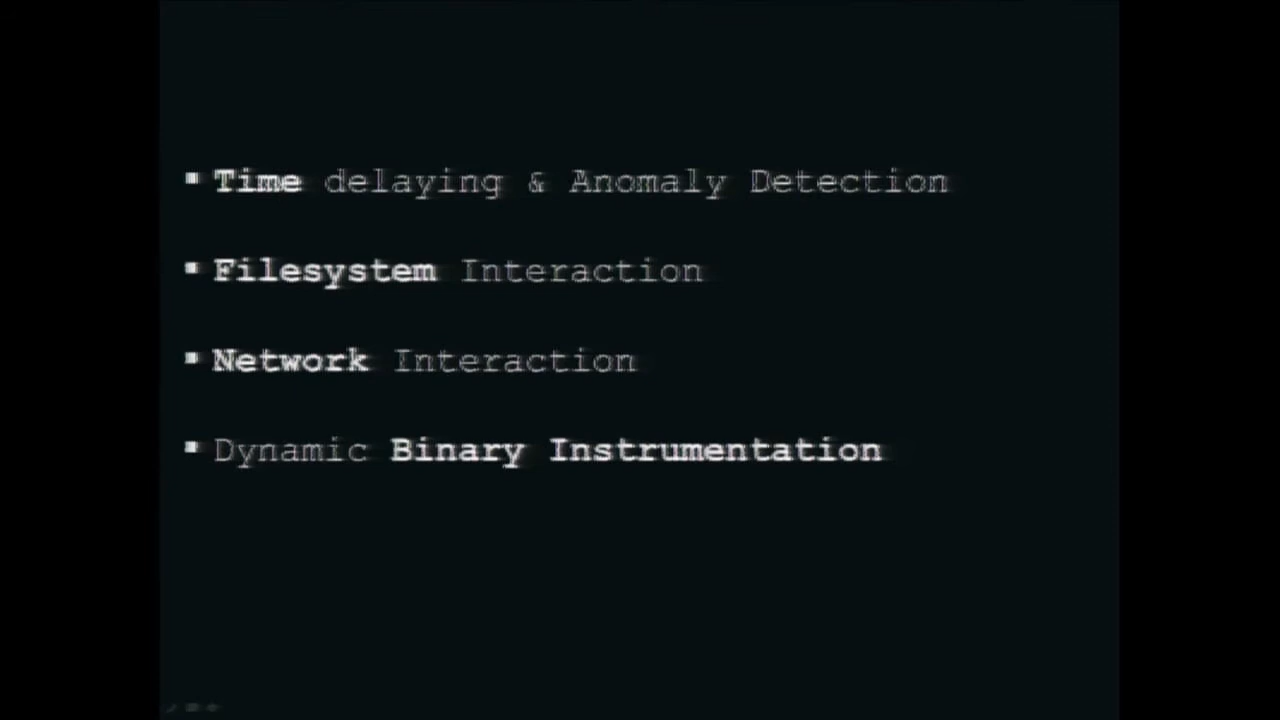 ▪ Time delaying & Anomaly Detection
▪ Filesystem Interaction
▪ Network Interaction
▪ Dynamic Binary Instrumentation